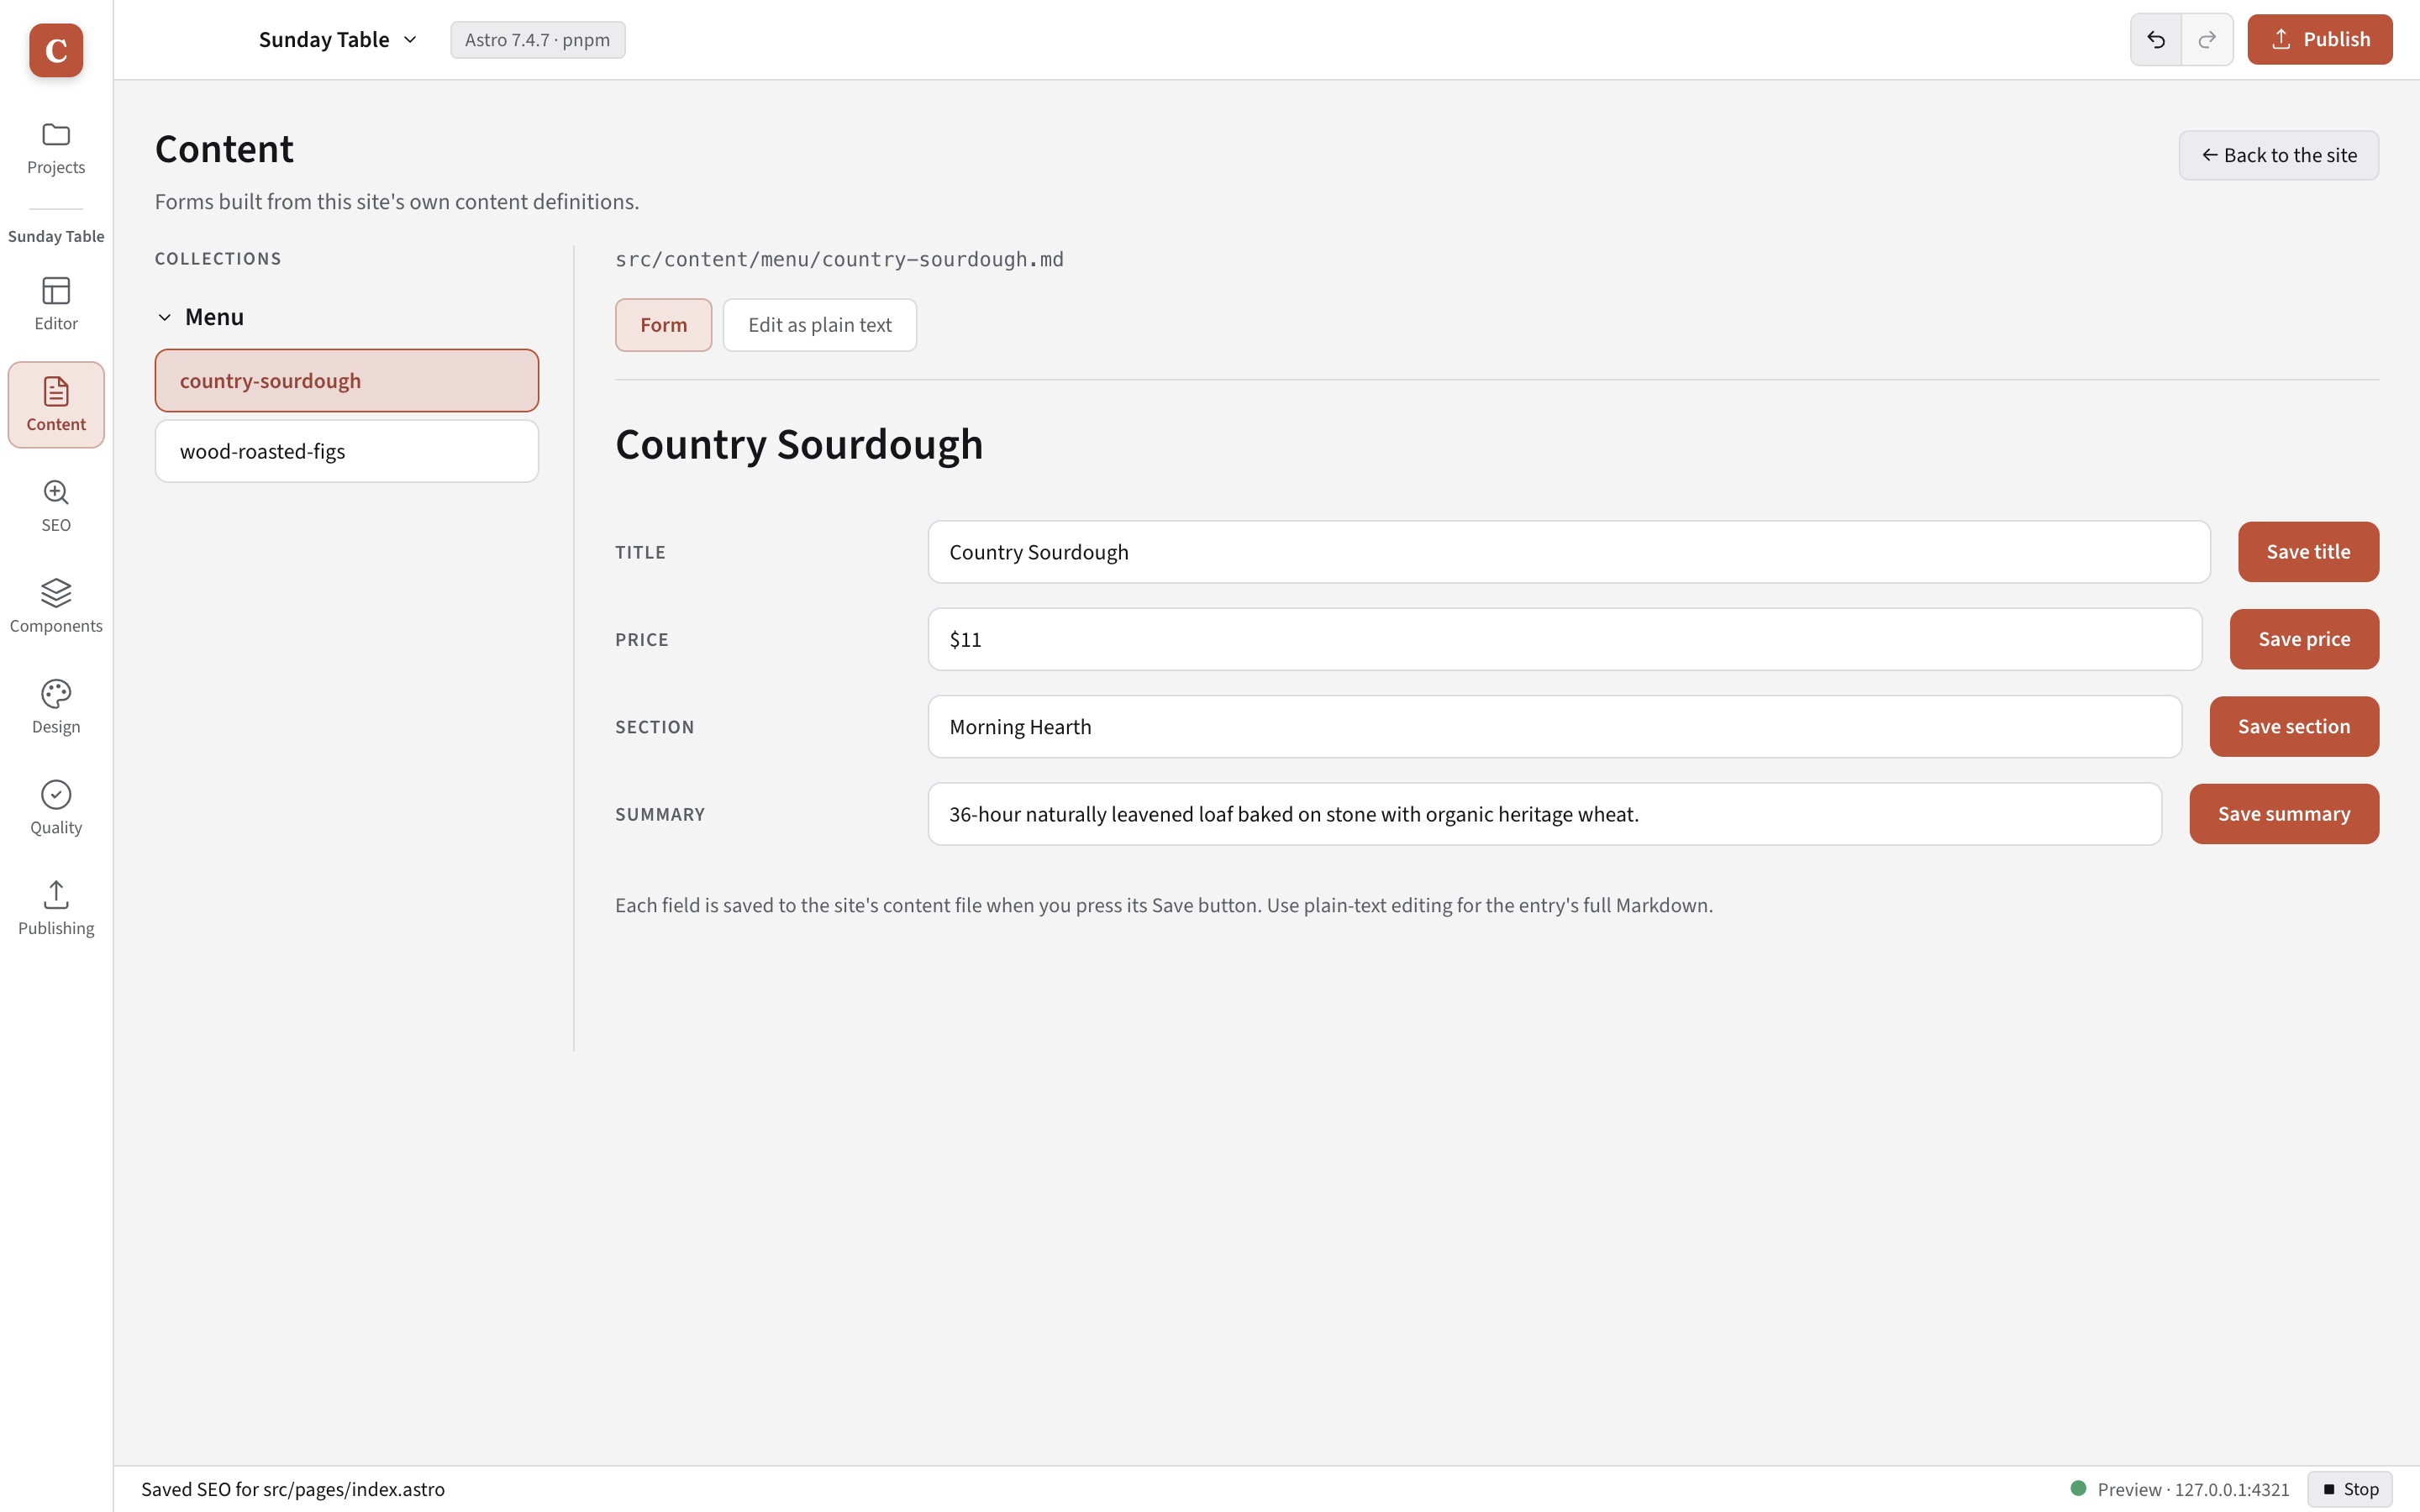 C
Sunday Table
Astro 7.4.7 · pnpm
Publish
Projects
Sunday Table
Editor
Content
SEO
Components
Design
Quality
Publishing
Content
← Back to the site
Forms built from this site's own content definitions.
COLLECTIONS
Menu
country-sourdough
wood-roasted-figs
src/content/menu/country-sourdough.md
Form
Edit as plain text
Country Sourdough
TITLE
Country Sourdough
Save title
PRICE
$11
Save price
SECTION
Morning Hearth
Save section
SUMMARY
36-hour naturally leavened loaf baked on stone with organic heritage wheat.
Save summary
Each field is saved to the site's content file when you press its Save button. Use plain-text editing for the entry's full Markdown.
Saved SEO for src/pages/index.astro
Preview · 127.0.0.1:4321
Stop